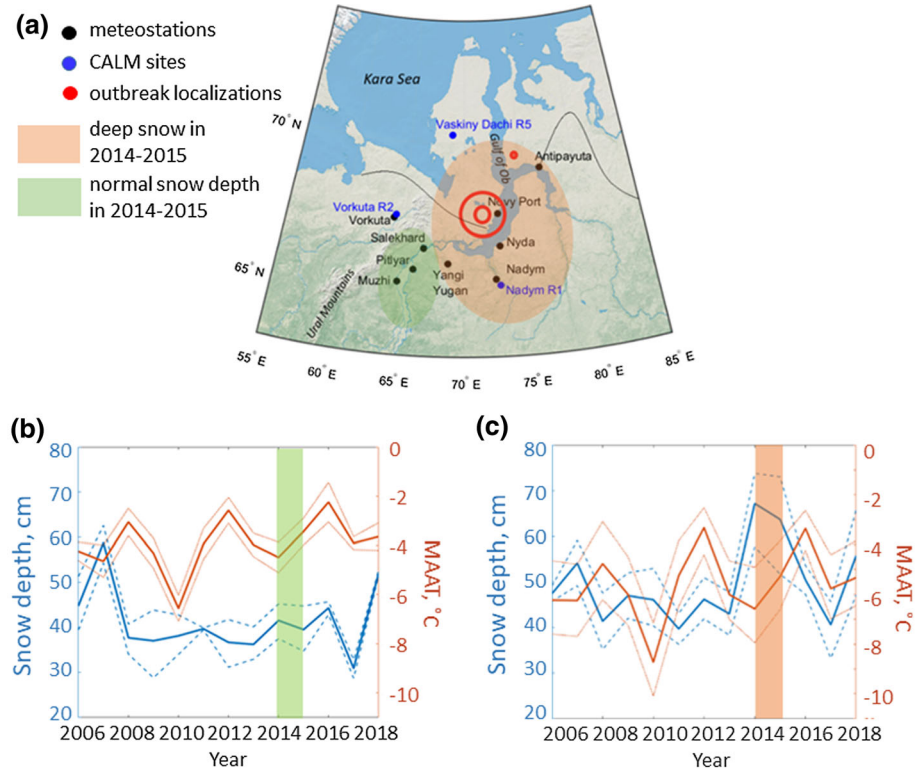 (a)
meteostations
CALM sites
outbreak localizations
deep snow in
2014-2015
normal snow depth
in 2014-2015
Kara Sea
70° N
Vaskiny Dachi R5
Gulf of Ob
Antipayuta
Vorkuta R2
Vorkuta
Novy Port
Salekhard
Nyda
Pitlyar
65° N
Yangi
Yugan
Nadym
Muzhi
Nadym R1
Ural Mountains
55° E
60° E
65° E
70° E
75° E
80° E
85° E
(b)
80
70
60
50
40
30
20
Snow depth, cm
0
-2
-4
-6
-8
-10
MAAT, °C
2006 2008 2010 2012 2014 2016 2018
Year
(c)
80
70
60
50
40
30
20
Snow depth, cm
0
-2
-4
-6
-8
-10
MAAT, °C
2006 2008 2010 2012 2014 2016 2018
Year